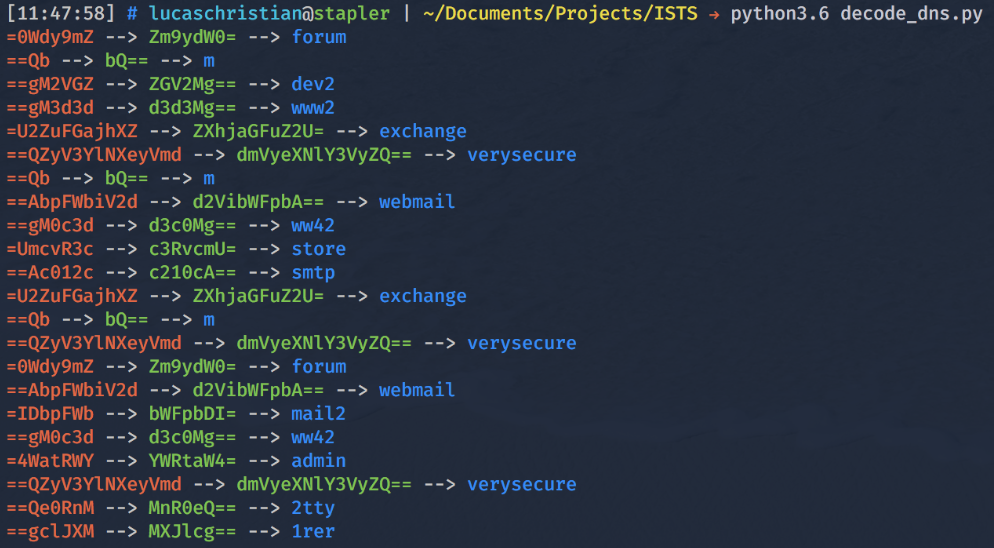 [11:47:58] # lucaschristian@stapler | ~/Documents/Projects/ISTS → python3.6 decode_dns.py
=0Wdy9mZ --> Zm9ydW0= --> forum
==Qb --> bQ== --> m
==gM2VGZ --> ZGV2Mg== --> dev2
==gM3d3d --> d3d3Mg== --> www2
=U2ZuFGajhXZ --> ZXhjaGFuZ2U= --> exchange
==QZyV3YlNXeyVmd --> dmVyeXNlY3VyZQ== --> verysecure
==Qb --> bQ== --> m
==AbpFWbiV2d --> d2VibWFpbA== --> webmail
==gM0c3d --> d3c0Mg== --> ww42
=UmcvR3c --> c3RvcmU= --> store
==Ac012c --> c210cA== --> smtp
=U2ZuFGajhXZ --> ZXhjaGFuZ2U= --> exchange
==Qb --> bQ== --> m
==QZyV3YlNXeyVmd --> dmVyeXNlY3VyZQ== --> verysecure
=0Wdy9mZ --> Zm9ydW0= --> forum
==AbpFWbiV2d --> d2VibWFpbA== --> webmail
=IDbpFWb --> bWFpbDI= --> mail2
==gM0c3d --> d3c0Mg== --> ww42
=4WatRWY --> YWRtaW4= --> admin
==QZyV3YlNXeyVmd --> dmVyeXNlY3VyZQ== --> verysecure
==Qe0RnM --> MnR0eQ== --> 2tty
==gclJXM --> MXJlcg== --> 1rer